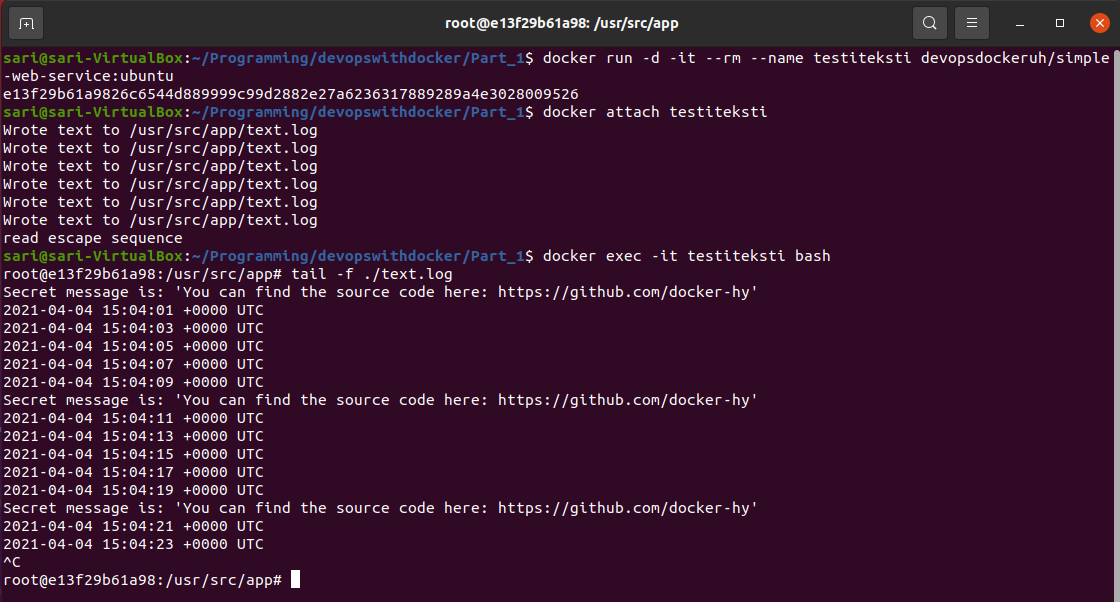 root@e13f29b61a98: /usr/src/app
sari@sari-VirtualBox:~/Programming/devopswithdocker/Part_1$ docker run -d -it --rm --name testiteksti devopsdockeruh/simple
-web-service:ubuntu
e13f29b61a9826c6544d889999c99d2882e27a6236317889289a4e3028009526
sari@sari-VirtualBox:~/Programming/devopswithdocker/Part_1$ docker attach testiteksti
Wrote text to /usr/src/app/text.log
Wrote text to /usr/src/app/text.log
Wrote text to /usr/src/app/text.log
Wrote text to /usr/src/app/text.log
Wrote text to /usr/src/app/text.log
Wrote text to /usr/src/app/text.log
read escape sequence
sari@sari-VirtualBox:~/Programming/devopswithdocker/Part_1$ docker exec -it testiteksti bash
root@e13f29b61a98:/usr/src/app# tail -f ./text.log
Secret message is: 'You can find the source code here: https://github.com/docker-hy'
2021-04-04 15:04:01 +0000 UTC
2021-04-04 15:04:03 +0000 UTC
2021-04-04 15:04:05 +0000 UTC
2021-04-04 15:04:07 +0000 UTC
2021-04-04 15:04:09 +0000 UTC
Secret message is: 'You can find the source code here: https://github.com/docker-hy'
2021-04-04 15:04:11 +0000 UTC
2021-04-04 15:04:13 +0000 UTC
2021-04-04 15:04:15 +0000 UTC
2021-04-04 15:04:17 +0000 UTC
2021-04-04 15:04:19 +0000 UTC
Secret message is: 'You can find the source code here: https://github.com/docker-hy'
2021-04-04 15:04:21 +0000 UTC
2021-04-04 15:04:23 +0000 UTC
^C
root@e13f29b61a98:/usr/src/app#